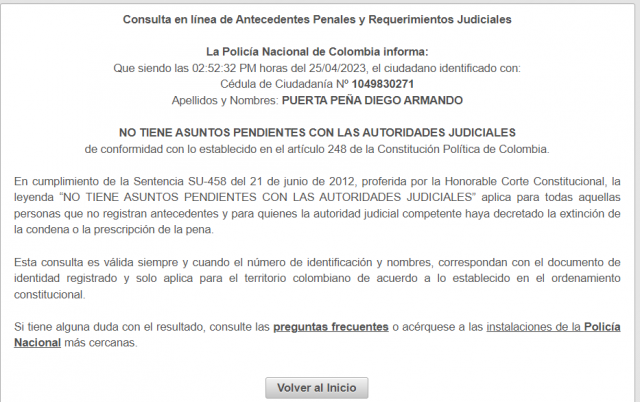 Consulta en línea de Antecedentes Penales y Requerimientos Judiciales
La Policía Nacional de Colombia informa:
Que siendo las 02:52:32 PM horas del 25/04/2023, el ciudadano identificado con:
Cédula de Ciudadanía Nº 1049830271
Apellidos y Nombres: PUERTA PEÑA DIEGO ARMANDO
NO TIENE ASUNTOS PENDIENTES CON LAS AUTORIDADES JUDICIALES
de conformidad con lo establecido en el artículo 248 de la Constitución Política de Colombia.
En cumplimiento de la Sentencia SU-458 del 21 de junio de 2012, proferida por la Honorable Corte Constitucional, la
leyenda “NO TIENE ASUNTOS PENDIENTES CON LAS AUTORIDADES JUDICIALES” aplica para todas aquellas
personas que no registran antecedentes y para quienes la autoridad judicial competente haya decretado la extinción de
la condena o la prescripción de la pena.
Esta consulta es válida siempre y cuando el número de identificación y nombres, correspondan con el documento de
identidad registrado y solo aplica para el territorio colombiano de acuerdo a lo establecido en el ordenamiento
constitucional.
Si tiene alguna duda con el resultado, consulte las preguntas frecuentes o acérquese a las instalaciones de la Policía
Nacional más cercanas.
Volver al Inicio